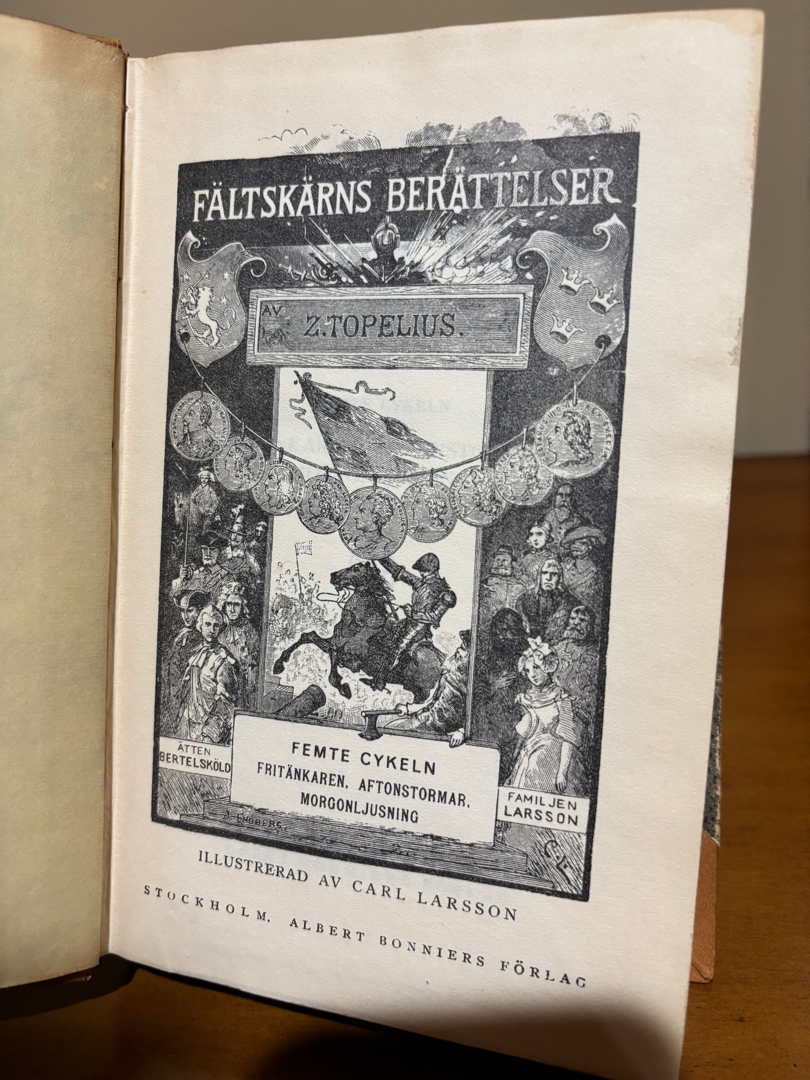 FÄLTSKÄRNS BERÄTTELSER
AV
Z. TOPELIUS.
FEMTE CYKELN
FRITÄNKAREN. AFTONSTORMAR.
MORGONLJUSNING
ÄTTEN
BERTELSKÖLD
FAMILJEN
LARSSON
ILLUSTRERAD AV CARL LARSSON
STOCKHOLM. ALBERT BONNIERS FÖRLAG